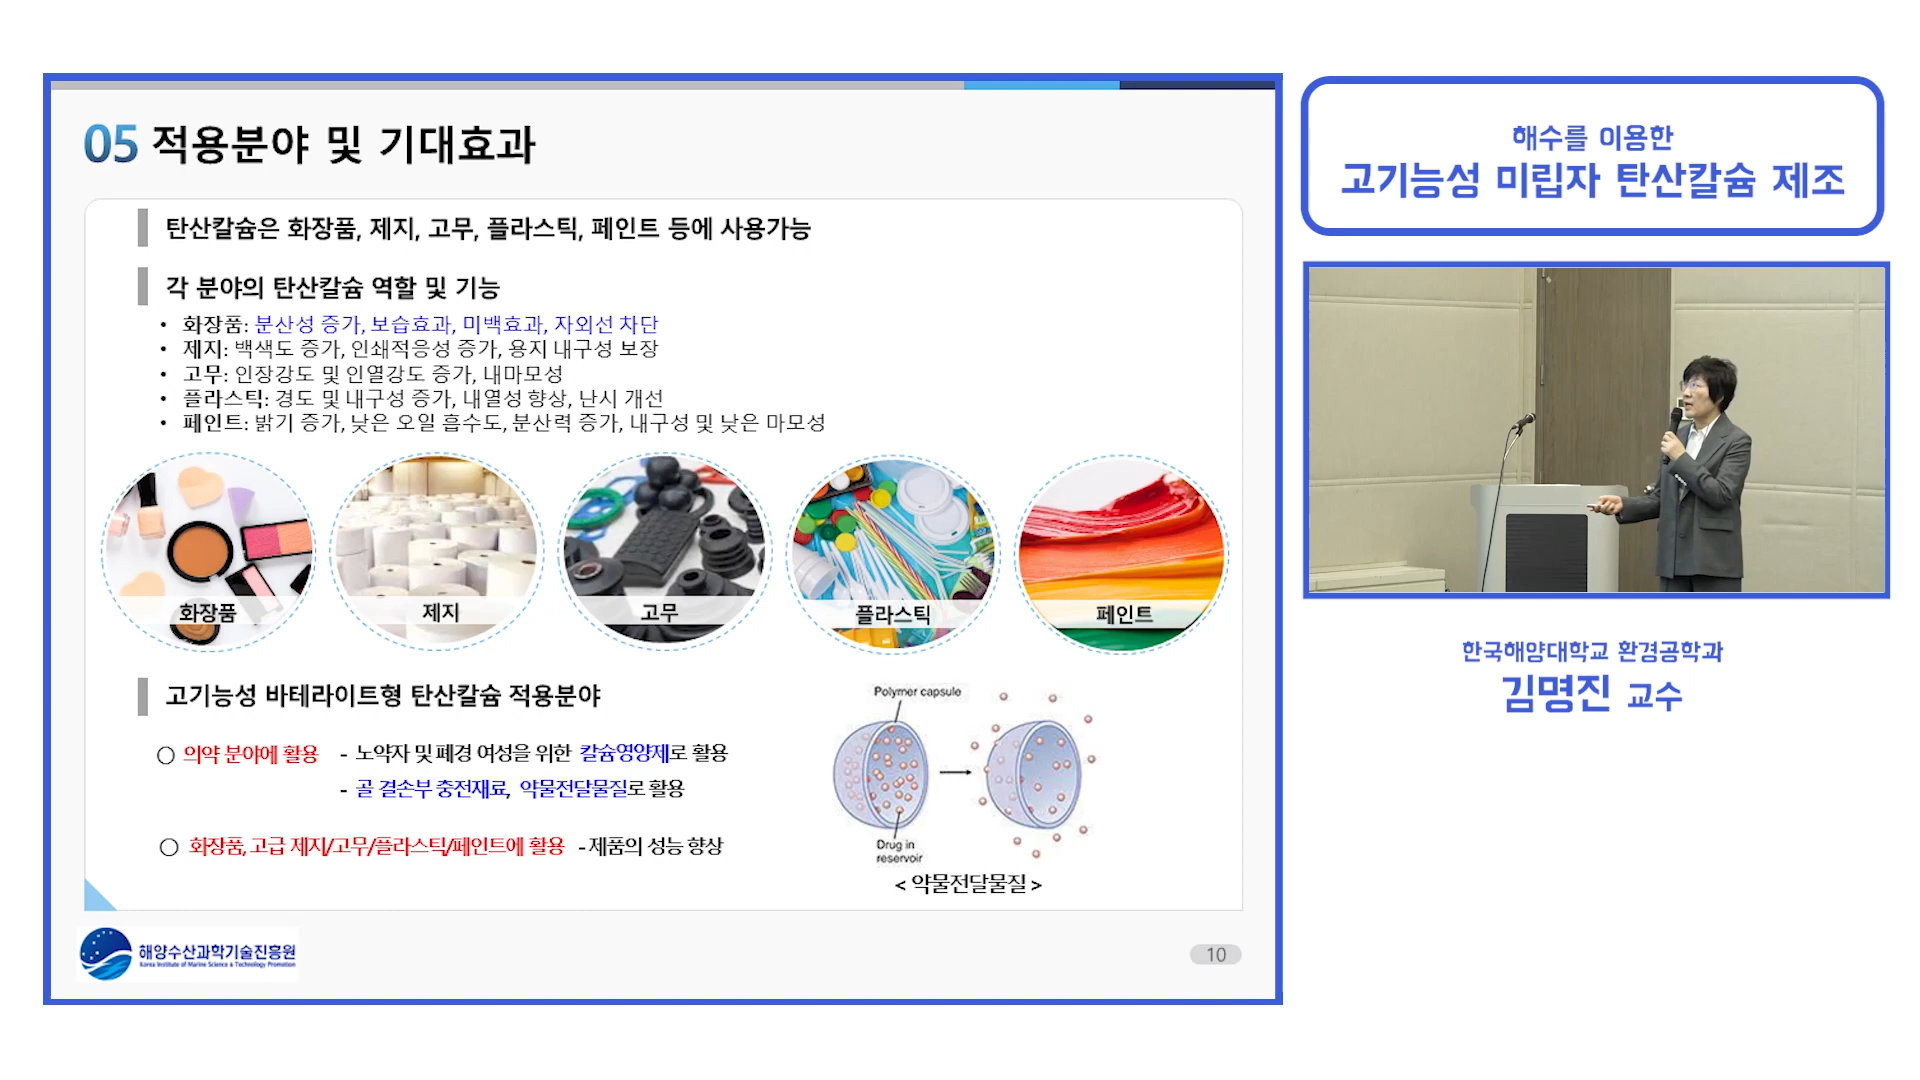 05 적용분야 및 기대효과
탄산칼슘은 화장품, 제지, 고무, 플라스틱, 페인트 등에 사용가능
각 분야의 탄산칼슘 역할 및 기능
• 화장품: 분산성 증가, 보습효과, 미백효과, 자외선 차단
• 제지: 백색도 증가, 인쇄적응성 증가, 용지 내구성 보장
• 고무: 인장강도 및 인열강도 증가, 내마모성
• 플라스틱: 경도 및 내구성 증가, 내열성 향상, 난시 개선
• 페인트: 밝기 증가, 낮은 오일 흡수도, 분산력 증가, 내구성 및 낮은 마모성
화장품
제지
고무
플라스틱
페인트
고기능성 바테라이트형 탄산칼슘 적용분야
○ 의약 분야에 활용 - 노약자 및 폐경 여성을 위한 칼슘영양제로 활용
- 골 결손부 충전재료, 약물전달물질로 활용
○ 화장품, 고급 제지/고무/플라스틱/페인트에 활용 - 제품의 성능 향상
Polymer capsule
Drug in
reservoir
< 약물전달물질 >
해양수산과학기술진흥원
Korea Institute of Marine Science & Technology Promotion
10
해수를 이용한
고기능성 미립자 탄산칼슘 제조
한국해양대학교 환경공학과
김명진 교수